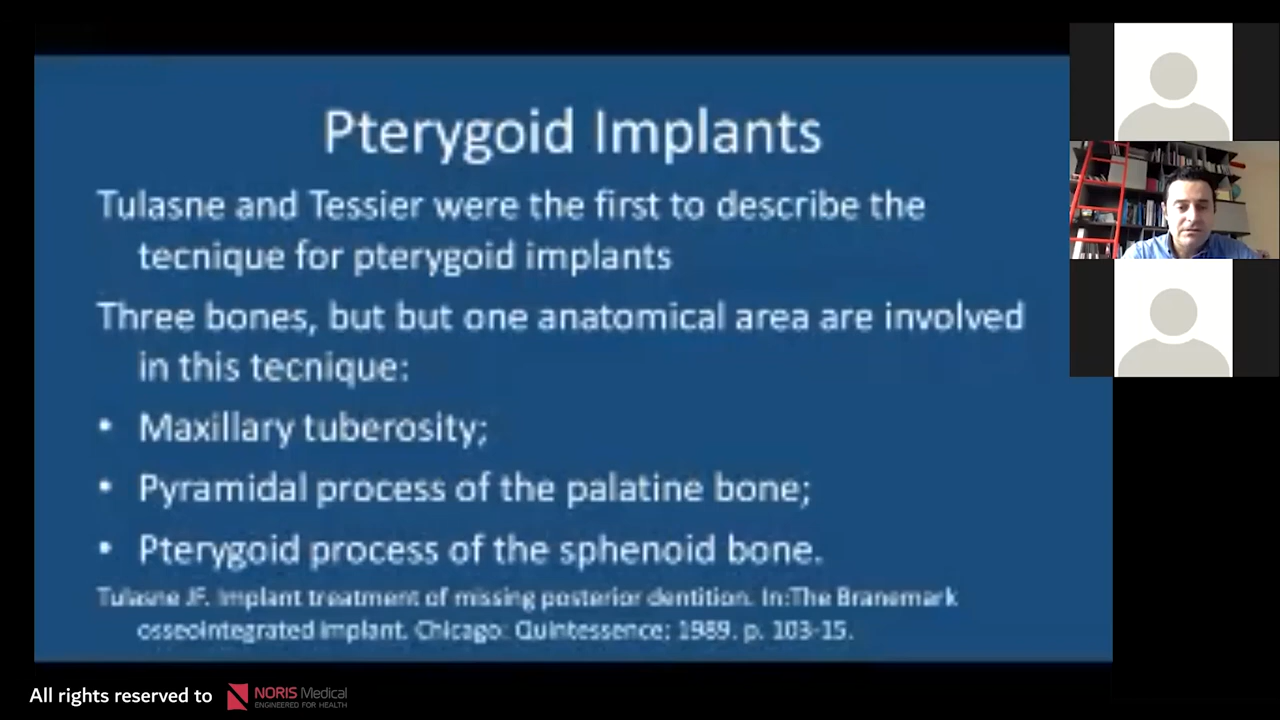 Pterygoid Implants
Tulasne and Tessier were the first to describe the
tecnique for pterygoid implants
Three bones, but but one anatomical area are involved
in this tecnique:
• Maxillary tuberosity;
• Pyramidal process of the palatine bone;
• Pterygoid process of the sphenoid bone.
Tulasne JF. Implant treatment of missing posterior dentition. In:The Branemark
osseointegrated implant. Chicago: Quintessence; 1989. p. 103-15.
All rights reserved to NORIS Medical
ENGINEERED FOR HEALTH